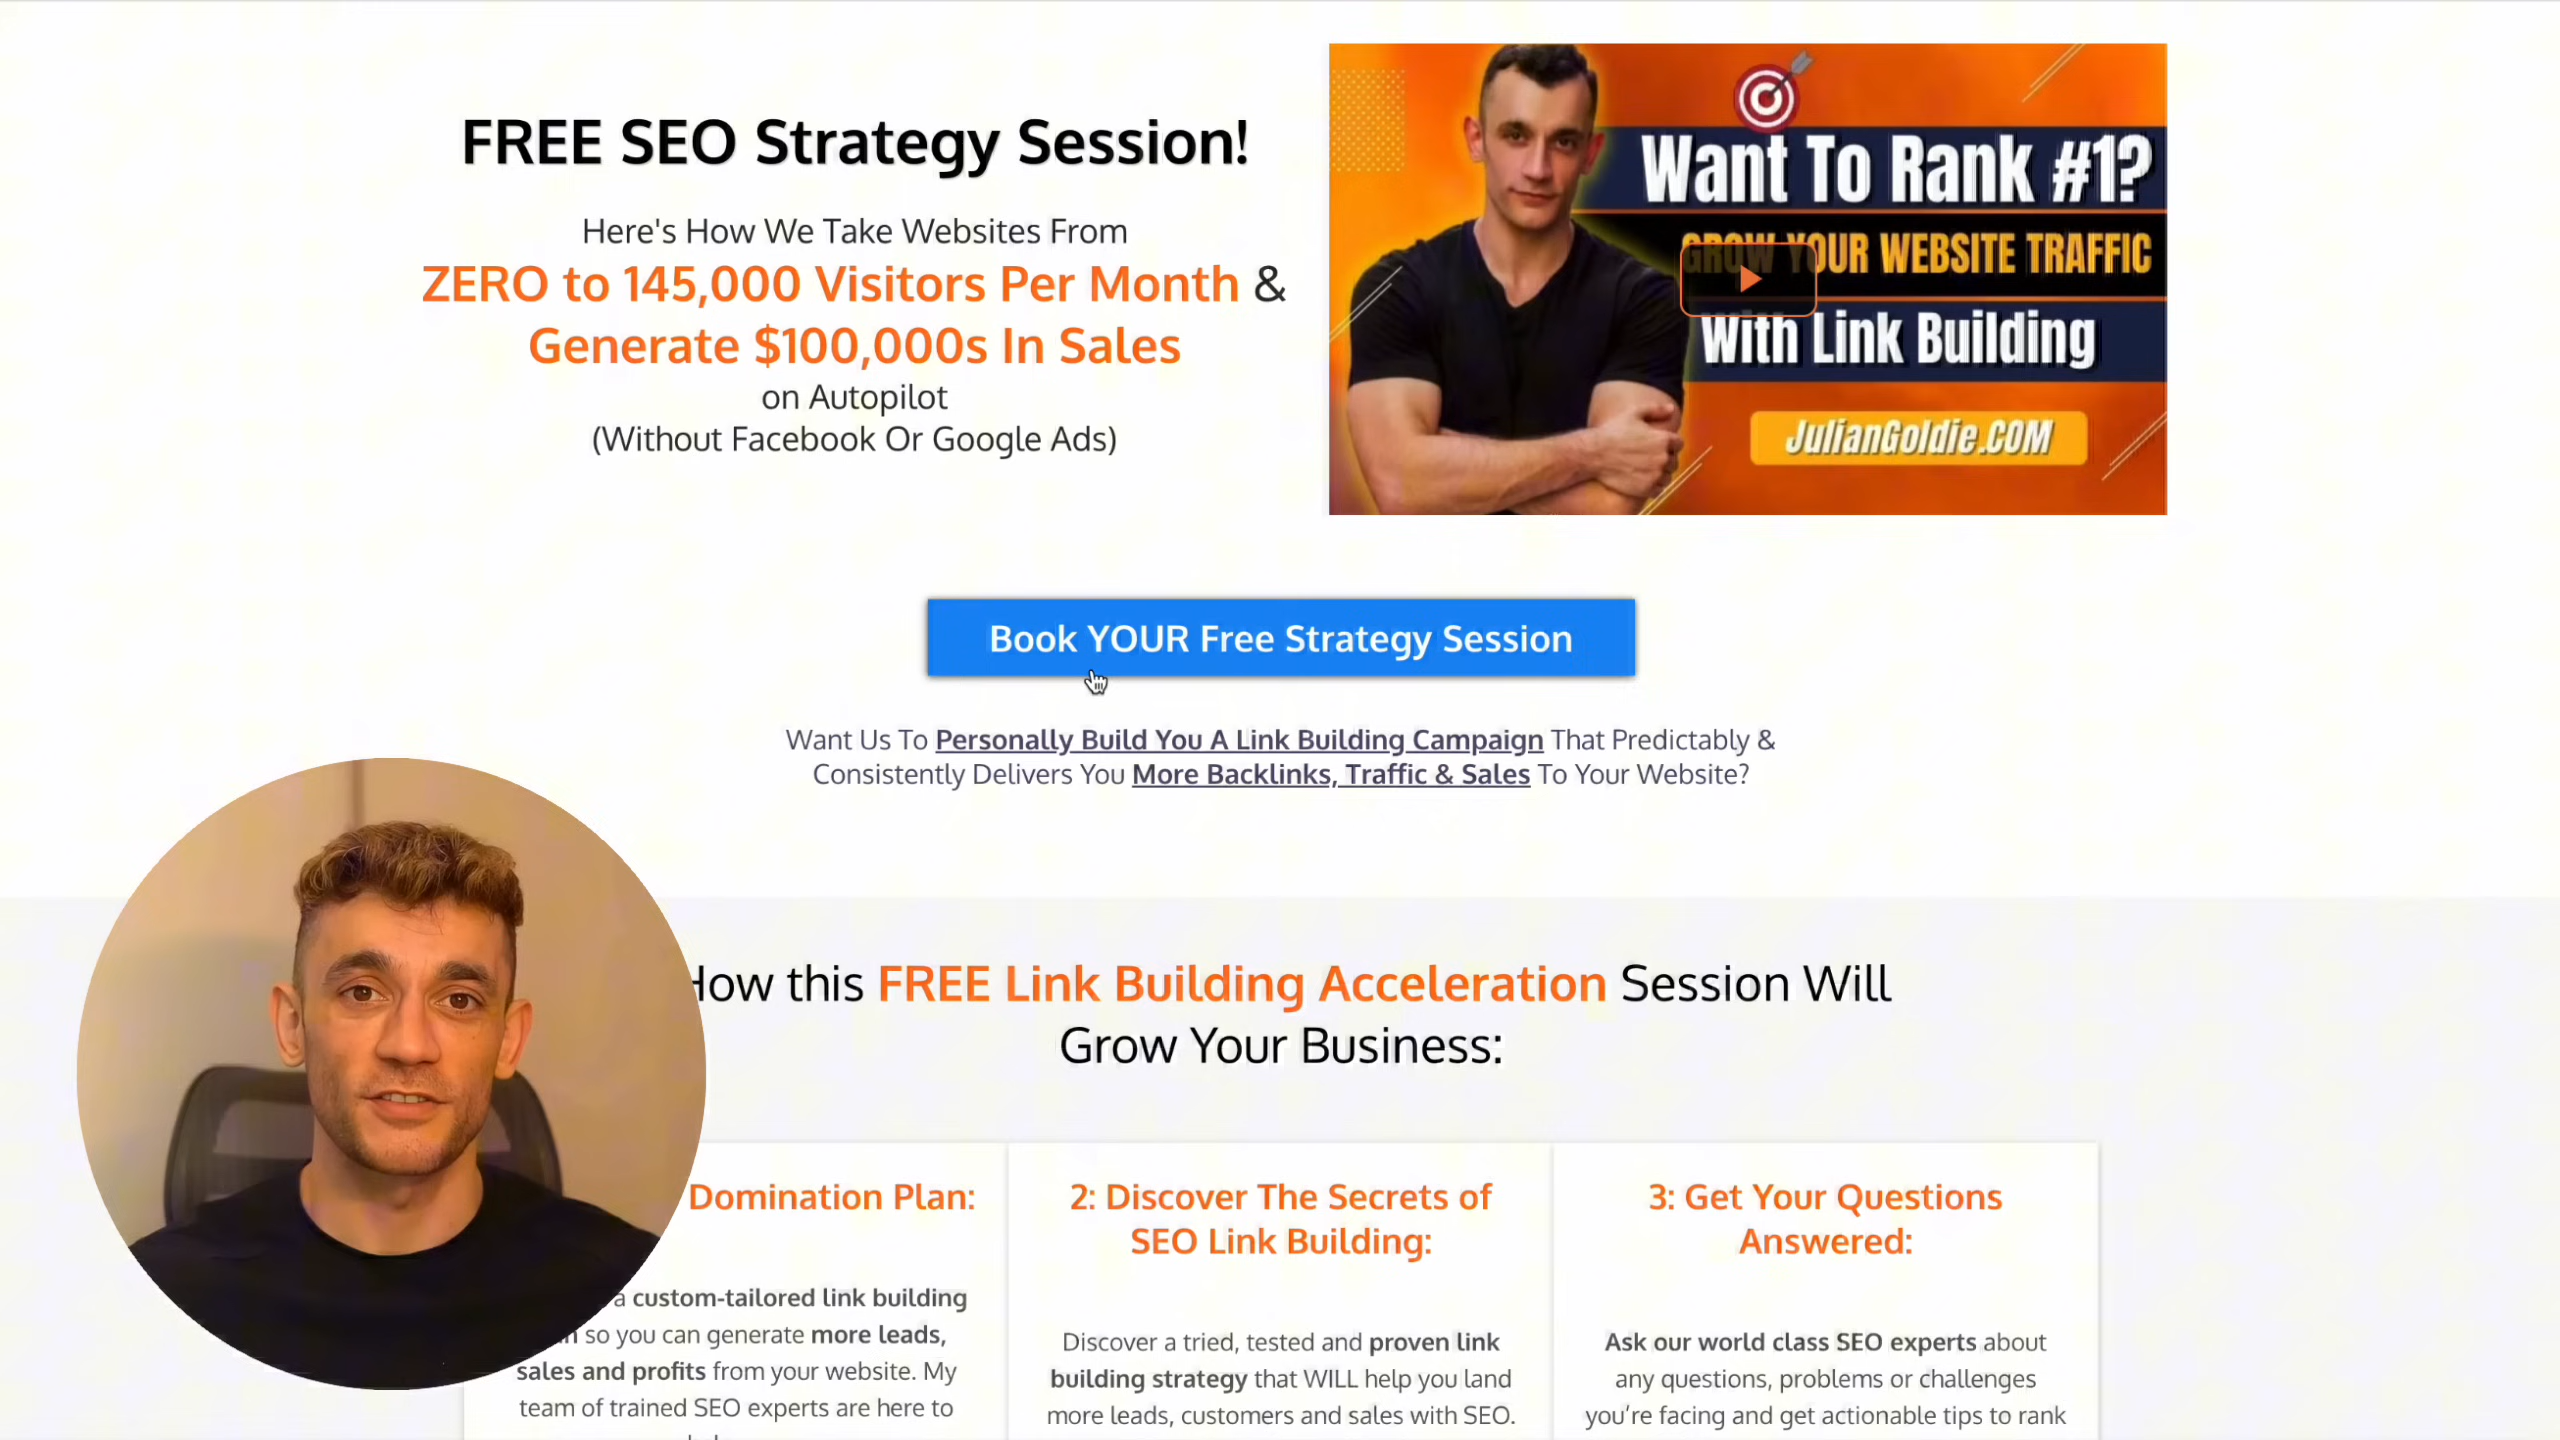 FREE SEO Strategy Session!
Here's How We Take Websites From
ZERO to 145,000 Visitors Per Month &
Generate $100,000s In Sales
on Autopilot
(Without Facebook Or Google Ads)
Want To Rank #1?
GROW YOUR WEBSITE TRAFFIC
With Link Building
JulianGoldie.COM
Book YOUR Free Strategy Session
Want Us To Personally Build You A Link Building Campaign That Predictably &
Consistently Delivers You More Backlinks, Traffic & Sales To Your Website?
How this FREE Link Building Acceleration Session Will
Grow Your Business:
Domination Plan:
a custom-tailored link building
so you can generate more leads,
sales and profits from your website. My
team of trained SEO experts are here to
2: Discover The Secrets of
SEO Link Building:
Discover a tried, tested and proven link
building strategy that WILL help you land
more leads, customers and sales with SEO.
3: Get Your Questions
Answered:
Ask our world class SEO experts about
any questions, problems or challenges
you're facing and get actionable tips to rank